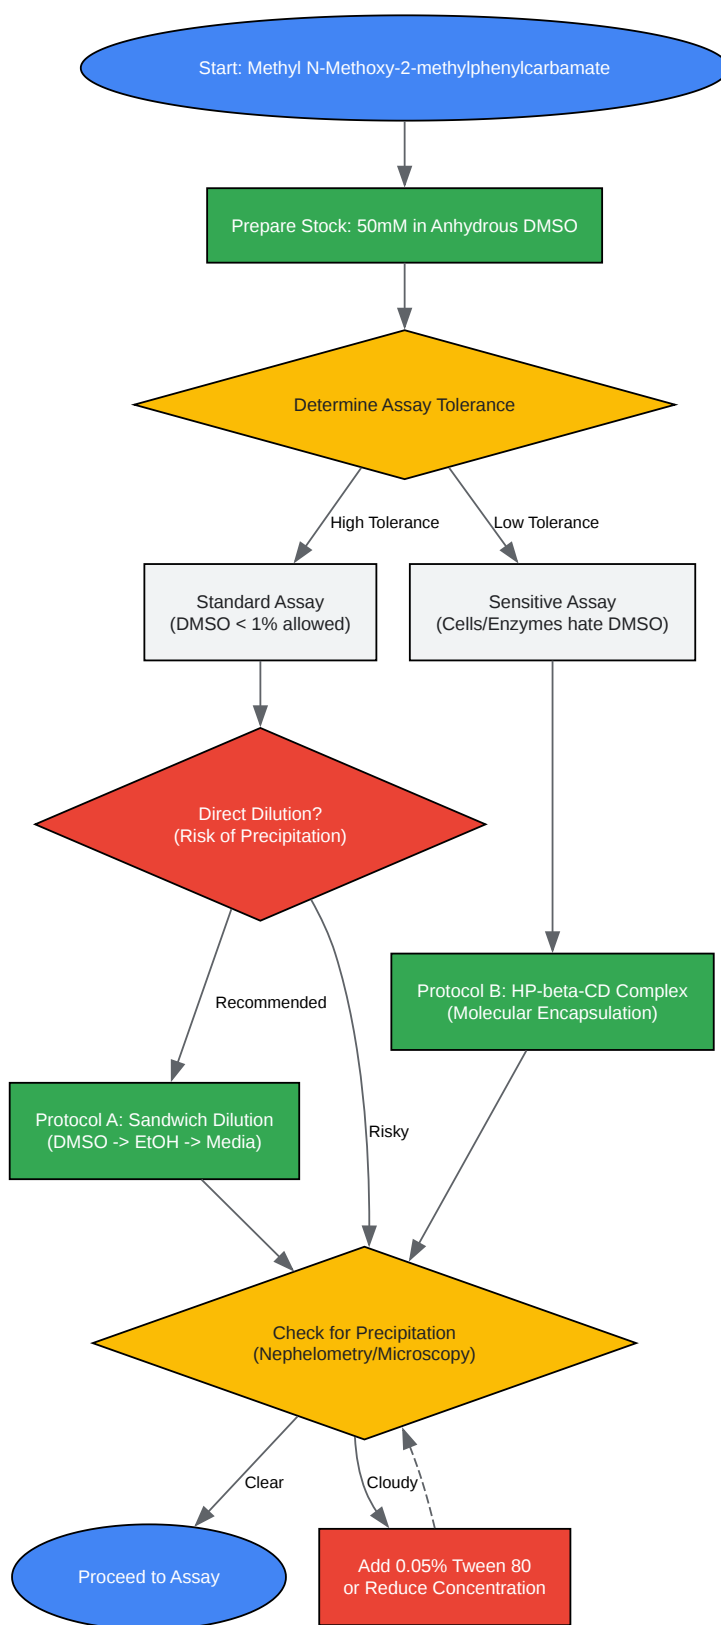 Start: Methyl N-Methoxy-2-methylphenylcarbamate
Prepare Stock: 50mM in Anhydrous DMSO
Determine Assay Tolerance
High Tolerance
Low Tolerance
Standard Assay
(DMSO < 1% allowed)
Sensitive Assay
(Cells/Enzymes hate DMSO)
Direct Dilution?
(Risk of Precipitation)
Recommended
Protocol B: HP-beta-CD Complex
(Molecular Encapsulation)
Protocol A: Sandwich Dilution
(DMSO -> EtOH -> Media)
Risky
Check for Precipitation
(Nephelometry/Microscopy)
Clear
Cloudy
Proceed to Assay
Add 0.05% Tween 80
or Reduce Concentration